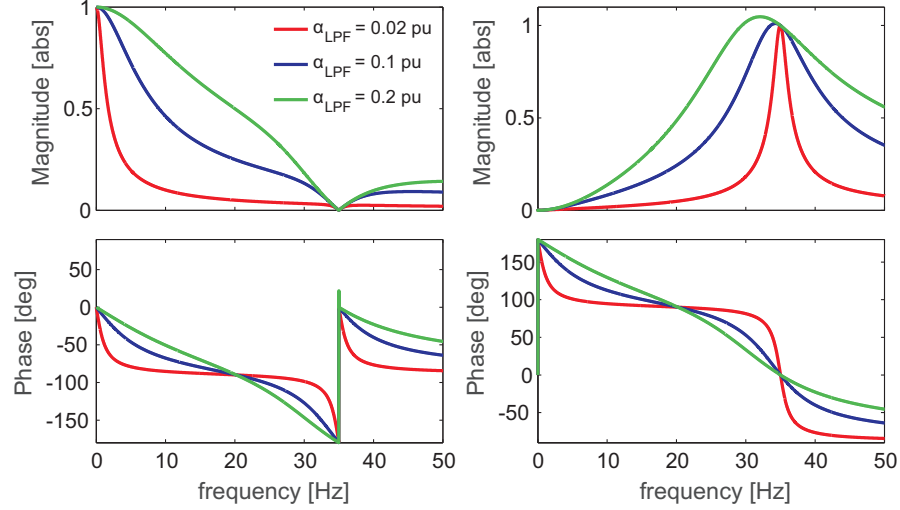 Magnitude [abs]
1
0.5
0
α_LPF = 0.02 pu
α_LPF = 0.1 pu
α_LPF = 0.2 pu
Magnitude [abs]
1
0.5
0
Phase [deg]
50
0
-50
-100
-150
0 10 20 30 40 50
frequency [Hz]
Phase [deg]
150
100
50
0
-50
0 10 20 30 40 50
frequency [Hz]